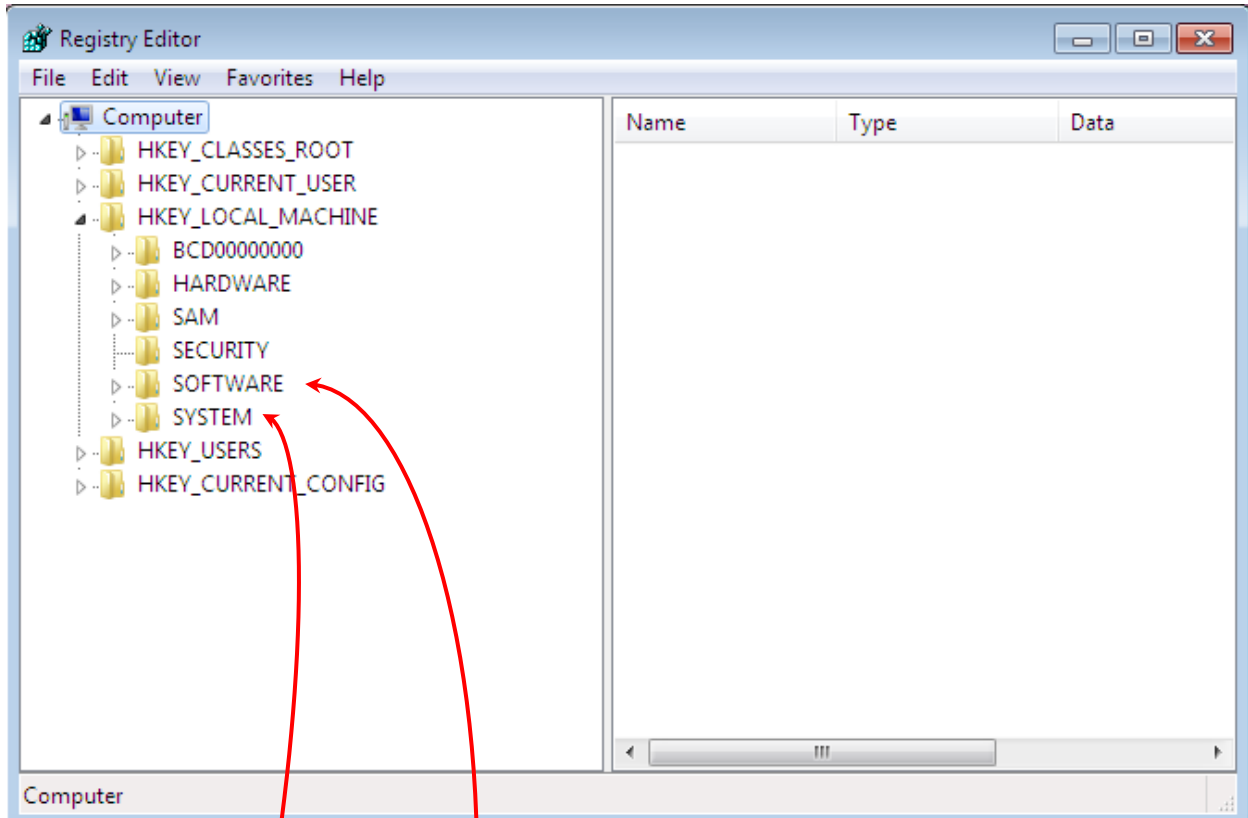 Registry Editor
File Edit View Favorites Help
Computer
HKEY_CLASSES_ROOT
HKEY_CURRENT_USER
HKEY_LOCAL_MACHINE
BCD00000000
HARDWARE
SAM
SECURITY
SOFTWARE
SYSTEM
HKEY_USERS
HKEY_CURRENT_CONFIG
Name Type Data
Computer